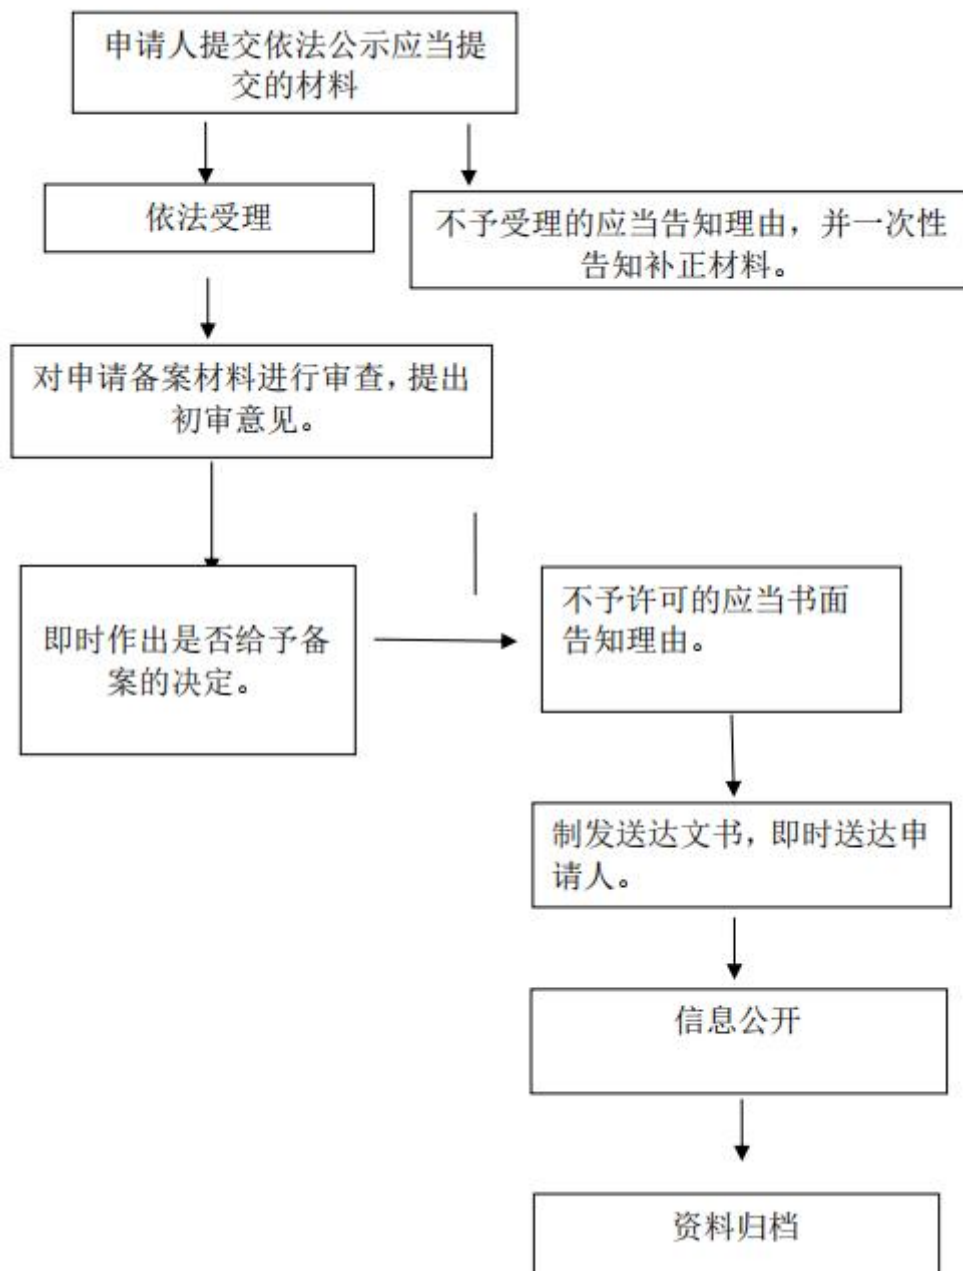 申请人提交依法公示应当提
交的材料
依法受理
不予受理的应当告知理由，并一次性
告知补正材料。
对申请备案材料进行审查，提出
初审意见。
即时作出是否给予备
案的决定。
不予许可的应当书面
告知理由。
制发送达文书，即时送达申
请人。
信息公开
资料归档